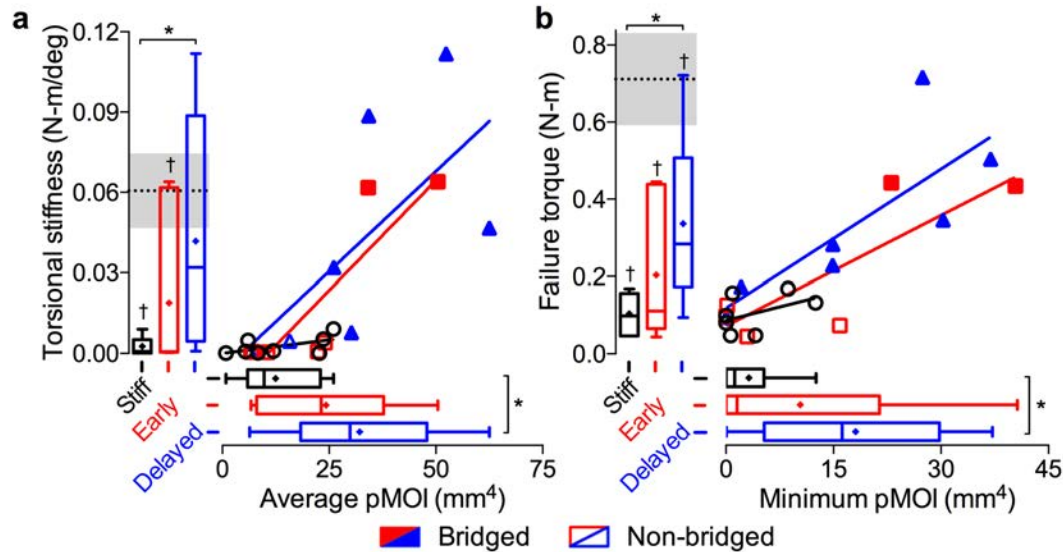 a
b
*
*
†
†
†
†
†
†
Torsional stiffness (N-m/deg)
0.12
0.09
0.06
0.03
0.00
Failure torque (N-m)
0.8
0.6
0.4
0.2
0.0
Stiff
Early
Delayed
Stiff
Early
Delayed
*
*
0 25 50 75
0 15 30 45
Average pMOI (mm⁴)
Minimum pMOI (mm⁴)
Bridged
Non-bridged